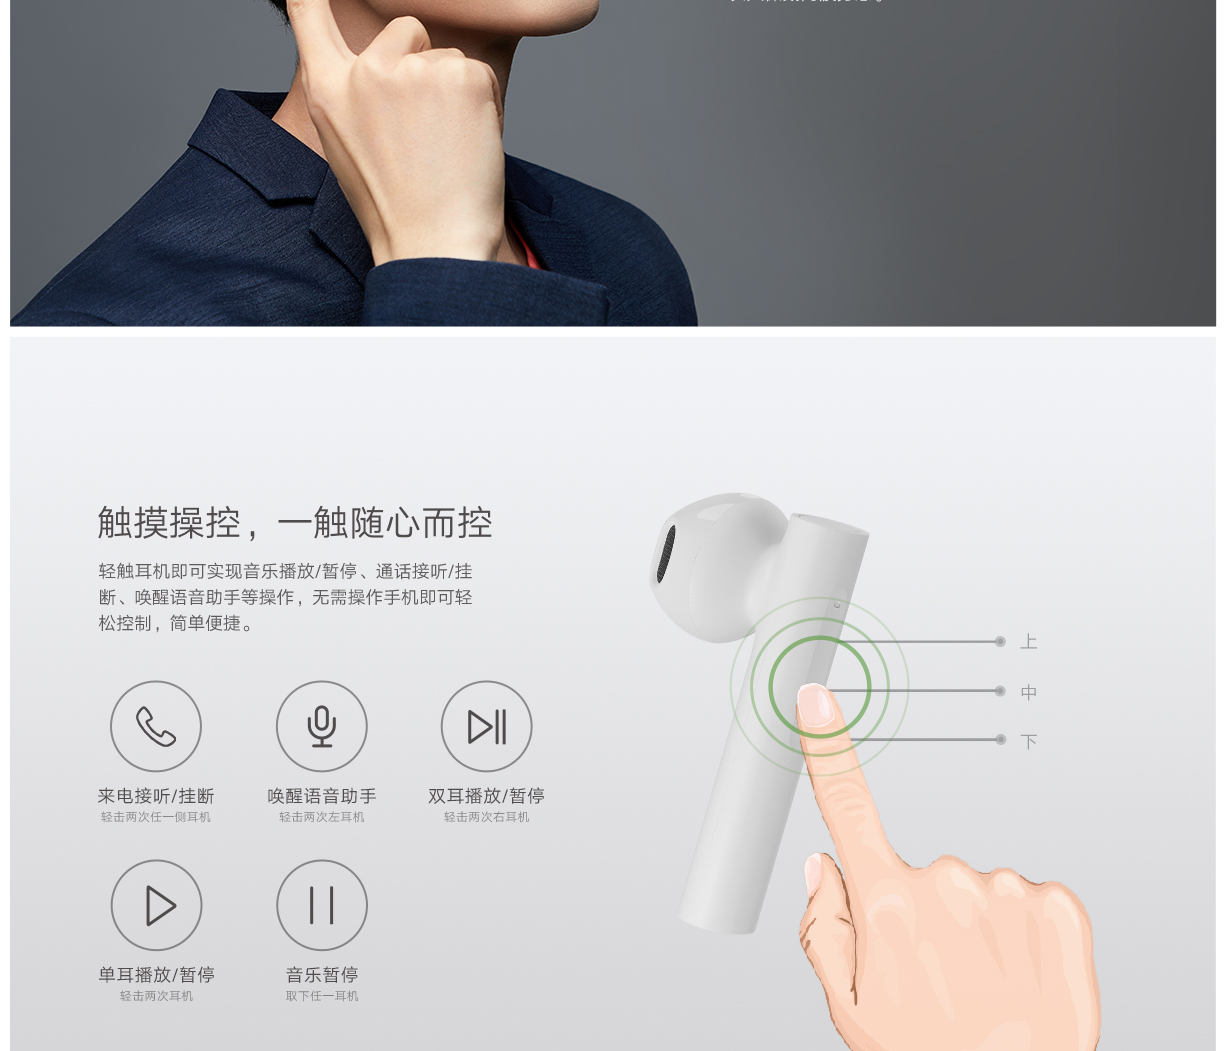 触摸操控，一触随心而控
轻触耳机即可实现音乐播放/暂停、通话接听/挂
断、唤醒语音助手等操作，无需操作手机即可轻
松控制，简单便捷。
上
中
下
来电接听/挂断
轻击两次任一侧耳机
唤醒语音助手
轻击两次左耳机
双耳播放/暂停
轻击两次右耳机
单耳播放/暂停
轻击两次耳机
音乐暂停
取下任一耳机